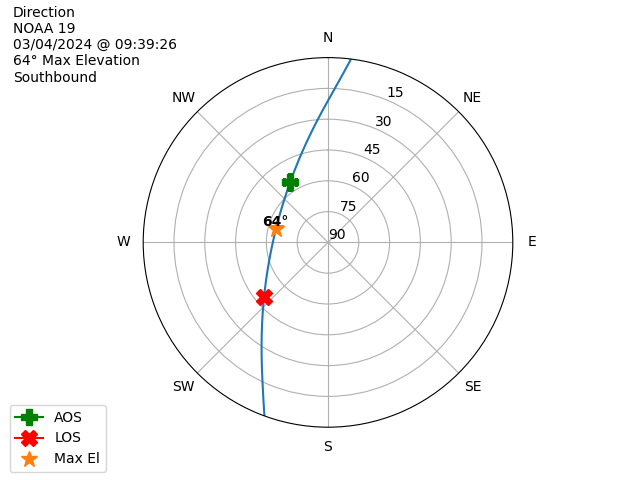 Direction
NOAA 19
03/04/2024 @ 09:39:26
64° Max Elevation
Southbound
N
NW
NE
15
30
45
60
75
64°
90
W
E
SW
SE
S
AOS
LOS
Max El